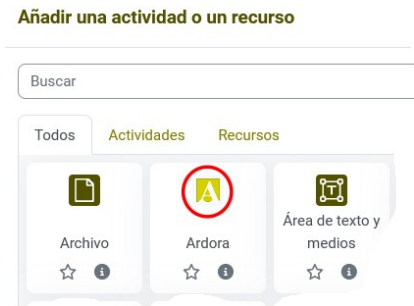 Añadir una actividad o un recurso
Buscar
Todos Actividades Recursos
Archivo
Ardora
Área de texto y
medios